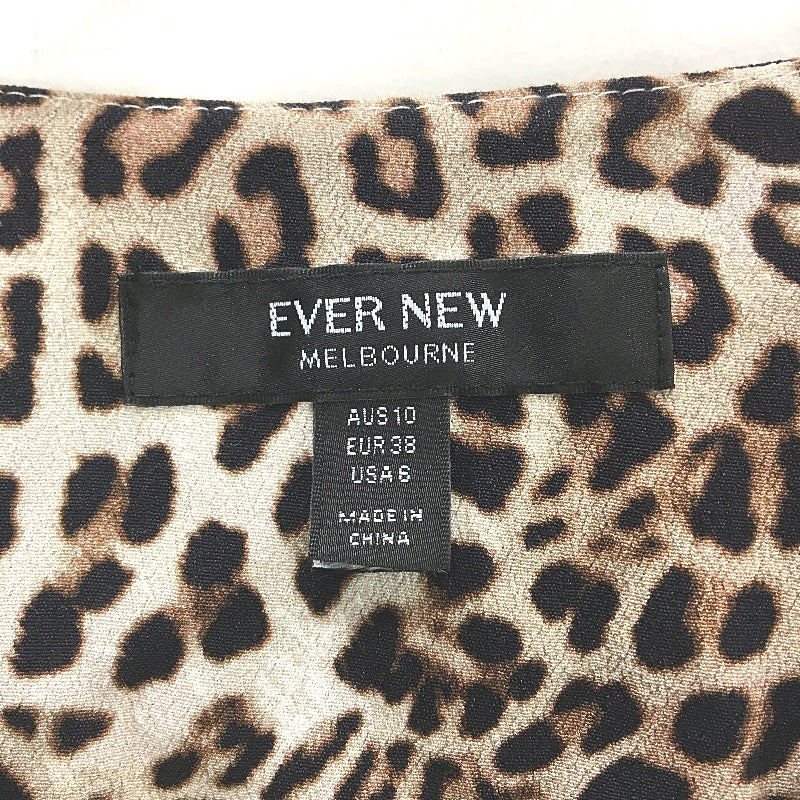 EVER NEW
MELBOURNE
AUS 10
EUR 38
USA 6
MADE IN
CHINA